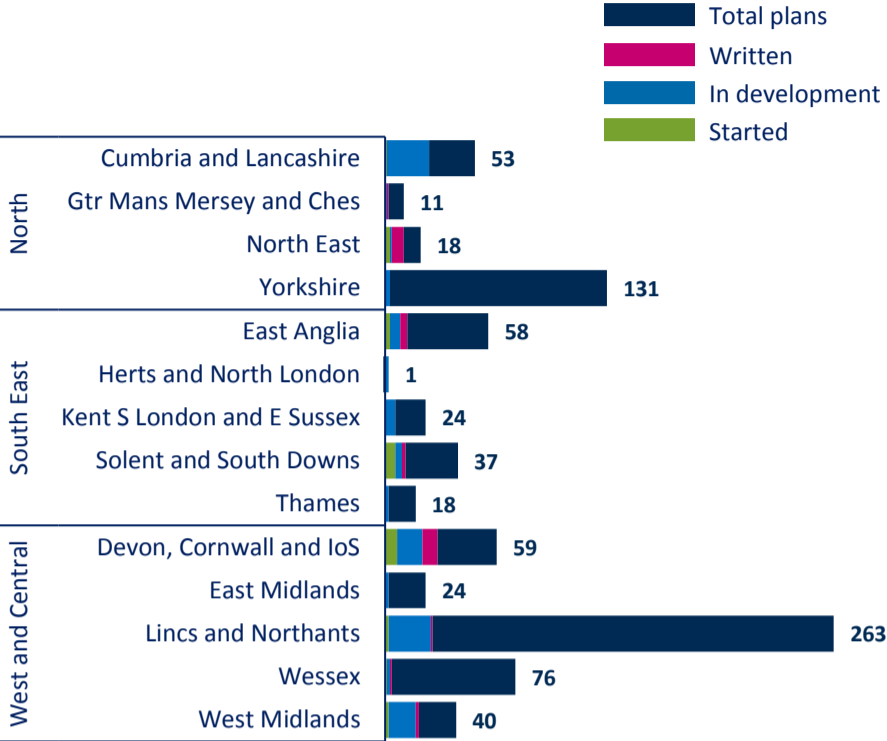 Total plans
Written
In development
Started
North
Cumbria and Lancashire 53
Gtr Mans Mersey and Ches 11
North East 18
Yorkshire 131
South East
East Anglia 58
Herts and North London 1
Kent S London and E Sussex 24
Solent and South Downs 37
Thames 18
West and Central
Devon, Cornwall and IoS 59
East Midlands 24
Lincs and Northants 263
Wessex 76
West Midlands 40